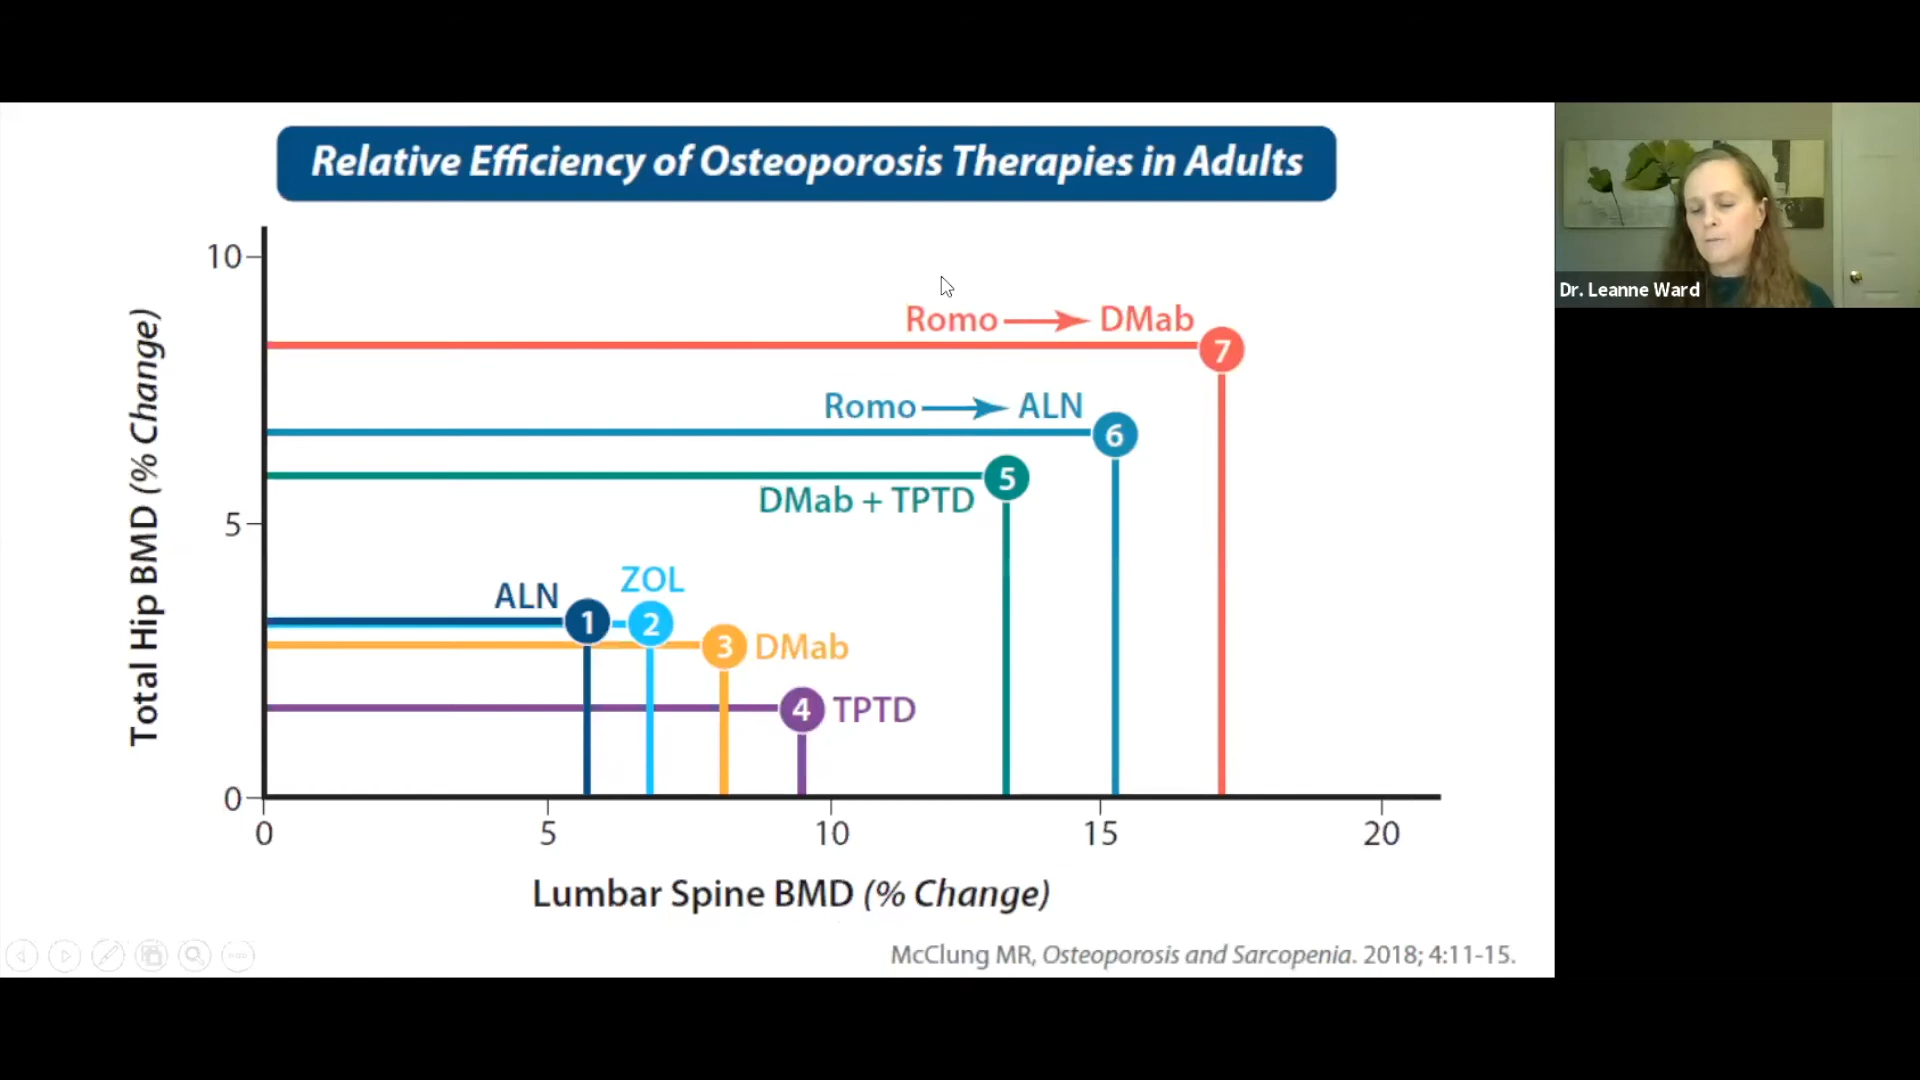 Relative Efficiency of Osteoporosis Therapies in Adults
Dr. Leanne Ward
Total Hip BMD (% Change)
10
5
0
Romo DMab
7
Romo ALN
6
5
DMab + TPTD
ALN
1
ZOL
2
3 DMab
4 TPTD
0 5 10 15 20
Lumbar Spine BMD (% Change)
McClung MR, Osteoporosis and Sarcopenia. 2018; 4:11-15.